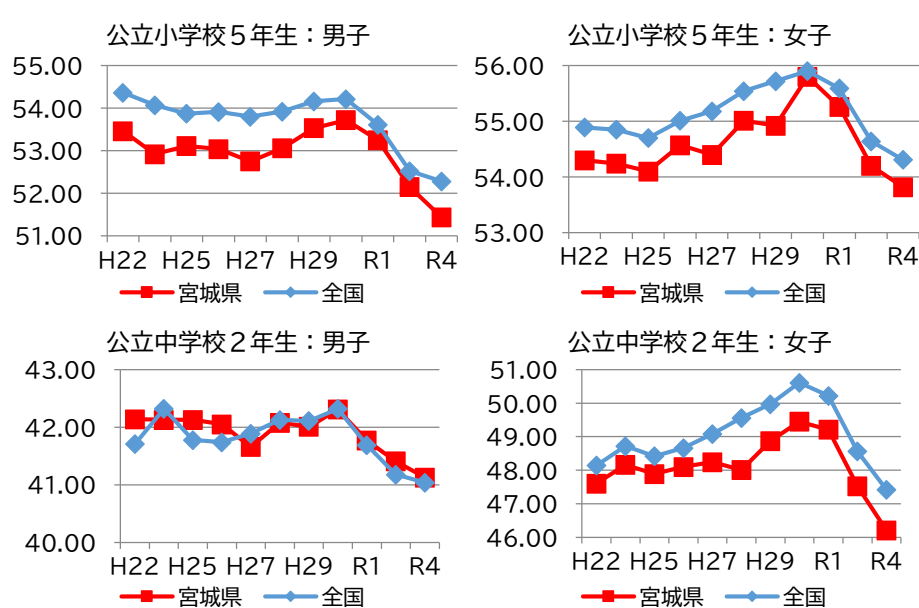 公立小学校５年生：男子
55.00
54.00
53.00
52.00
51.00
H22 H25 H27 H29 R1 R4
宮城県 全国
公立小学校５年生：女子
56.00
55.00
54.00
53.00
H22 H25 H27 H29 R1 R4
宮城県 全国
公立中学校２年生：男子
43.00
42.00
41.00
40.00
H22 H25 H27 H29 R1 R4
宮城県 全国
公立中学校２年生：女子
51.00
50.00
49.00
48.00
47.00
46.00
H22 H25 H27 H29 R1 R4
宮城県 全国